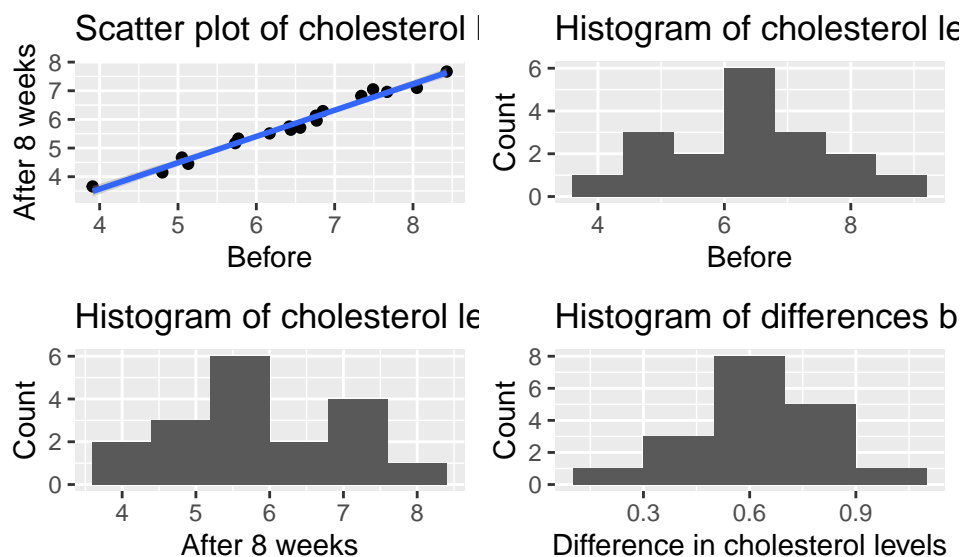 Scatter plot of cholesterol l
After 8 weeks
8
7
6
5
4
4 5 6 7 8
Before
Histogram of cholesterol le
Count
6
4
2
0
4 6 8
Before
Histogram of cholesterol le
Count
6
4
2
0
4 5 6 7 8
After 8 weeks
Histogram of differences b
Count
8
6
4
2
0
0.3 0.6 0.9
Difference in cholesterol levels